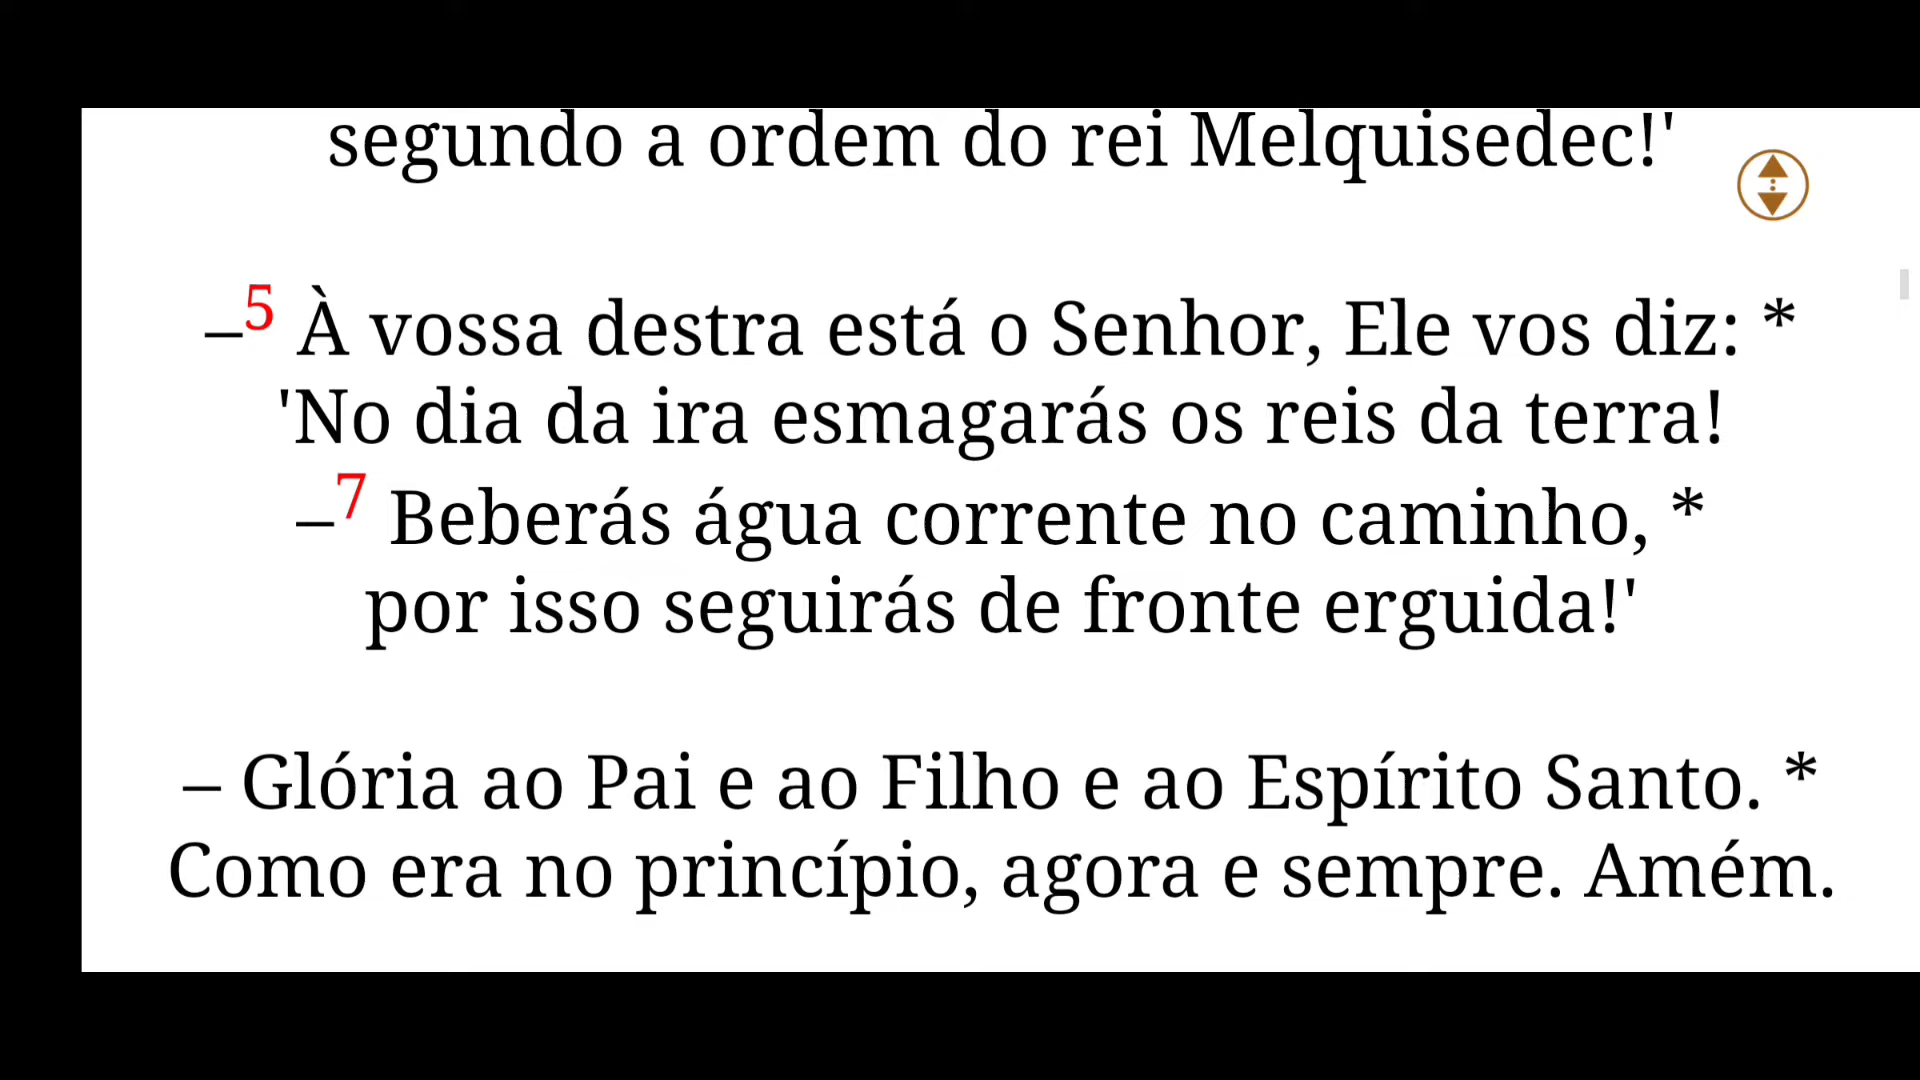 segundo a ordem do rei Melquisedec!'
–5 À vossa destra está o Senhor, Ele vos diz: *
'No dia da ira esmagarás os reis da terra!
–7 Beberás água corrente no caminho, *
por isso seguirás de fronte erguida!'
– Glória ao Pai e ao Filho e ao Espírito Santo. *
Como era no princípio, agora e sempre. Amém.